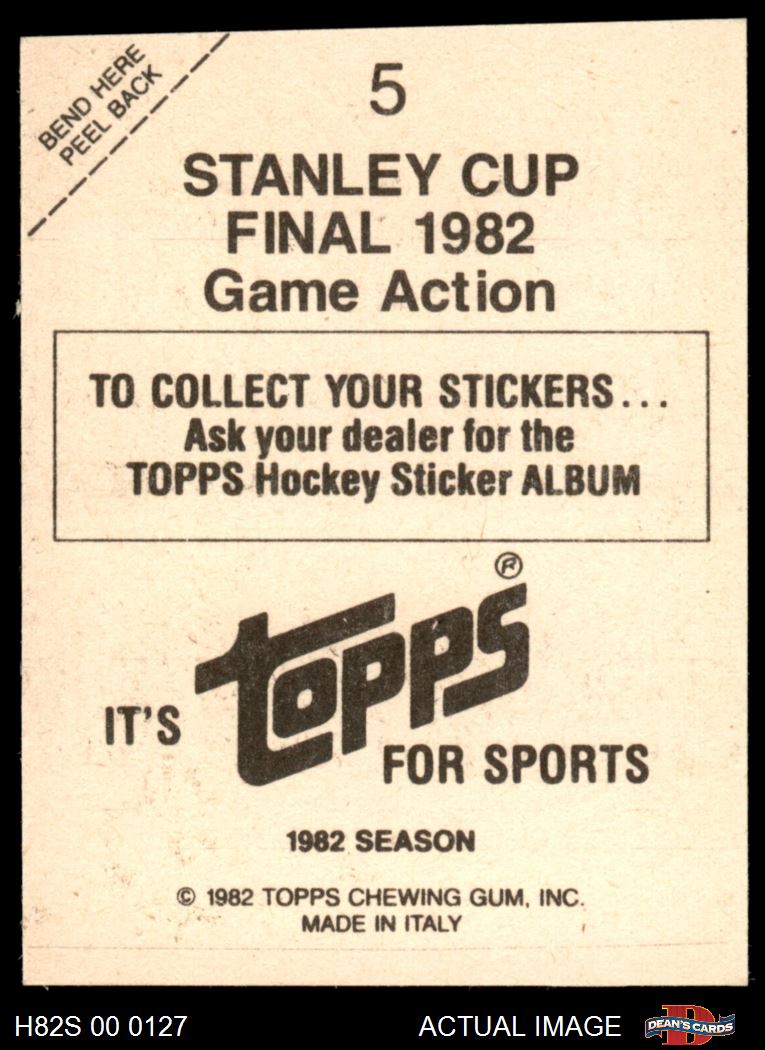 BEND HERE
PEEL BACK
5
STANLEY CUP
FINAL 1982
Game Action
TO COLLECT YOUR STICKERS...
Ask your dealer for the
TOPPS Hockey Sticker ALBUM
IT'S topps® FOR SPORTS
1982 SEASON
© 1982 TOPPS CHEWING GUM, INC.
MADE IN ITALY
H82S 00 0127
ACTUAL IMAGE
D
DEAN'S CARDS